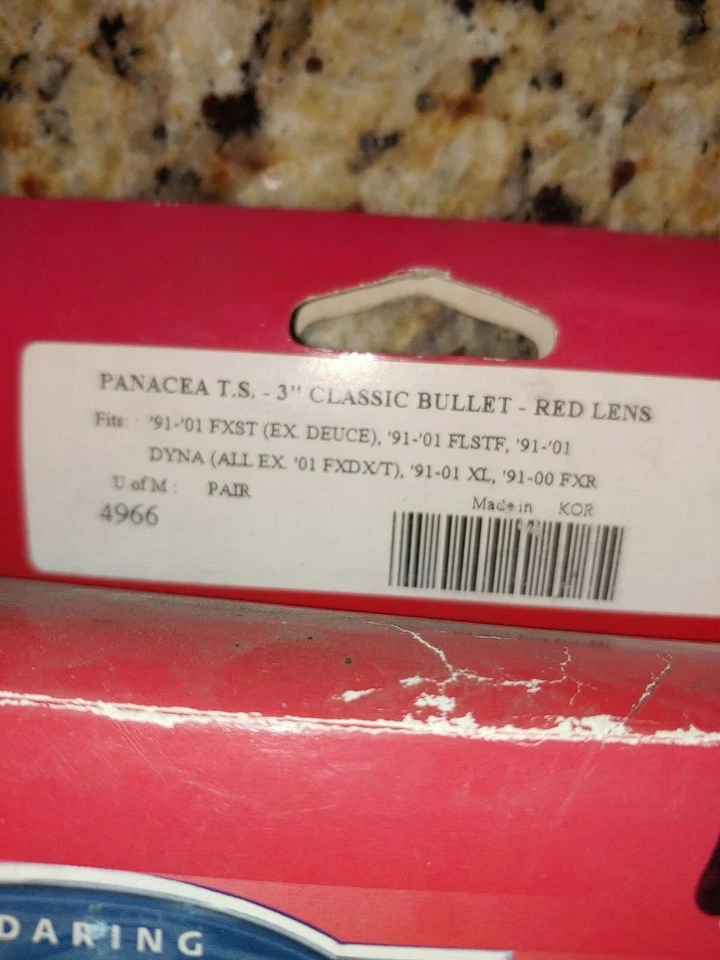 PANACEA T.S. - 3" CLASSIC BULLET - RED LENS
Fits: '91-'01 FXST (EX. DEUCE), '91-'01 FLSTF, '91-'01
DYNA (ALL EX. '01 FXDX/T), '91-01 XL, '91-00 FXR
U of M : PAIR
Made in KOR
4966
DARING